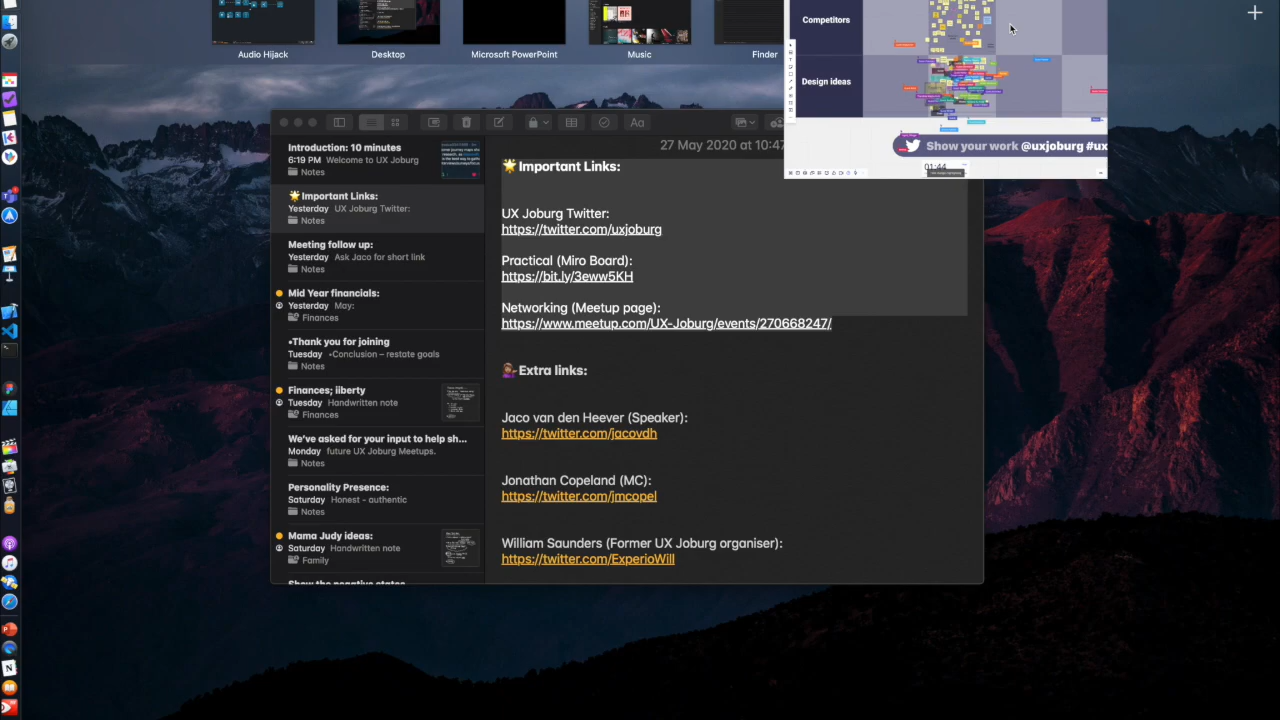 Audio Hijack
Desktop
Microsoft PowerPoint
Music
Finder
Competitors
Design ideas
Show your work @uxjoburg #ux
01:44
27 May 2020 at 10:47
Introduction: 10 minutes
6:19 PM Welcome to UX Joburg
Notes
🌟Important Links:
Yesterday UX Joburg Twitter:
Notes
Meeting follow up:
Yesterday Ask Jaco for short link
Notes
Mid Year financials:
Yesterday May:
Finances
•Thank you for joining
Tuesday •Conclusion – restate goals
Notes
Finances; iiberty
Tuesday Handwritten note
Finances
We've asked for your input to help sh...
Monday future UX Joburg Meetups.
Notes
Personality Presence:
Saturday Honest - authentic
Notes
Mama Judy ideas:
Saturday Handwritten note
Family
Show the negative states
🌟Important Links:
UX Joburg Twitter:
https://twitter.com/uxjoburg
Practical (Miro Board):
https://bit.ly/3eww5KH
Networking (Meetup page):
https://www.meetup.com/UX-Joburg/events/270668247/
💁🏾‍♀️Extra links:
Jaco van den Heever (Speaker):
https://twitter.com/jacovdh
Jonathan Copeland (MC):
https://twitter.com/jmcopel
William Saunders (Former UX Joburg organiser):
https://twitter.com/ExperioWill